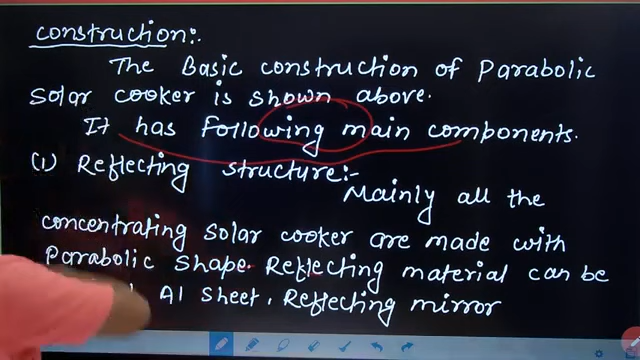 construction:-
The Basic construction of Parabolic
Solar cooker is shown above.
It has following main components.
(1) Reflecting structure:-
Mainly all the
concentrating solar cooker are made with
Parabolic shape. Reflecting material can be
Al sheet, Reflecting mirror